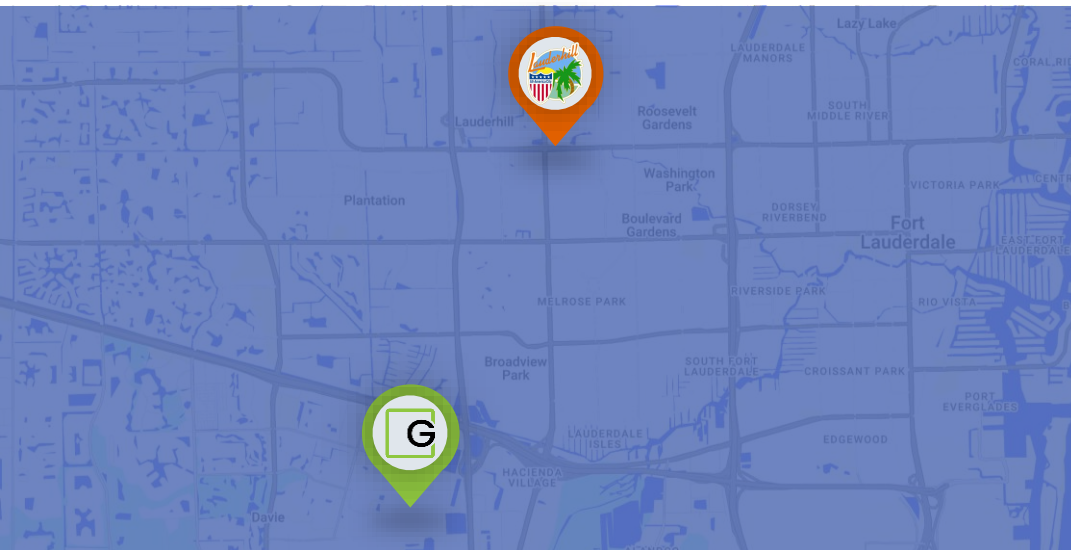 Lazy Lake
LAUDERDALE
MANORS
CORAL RI
Lauderhill
Roosevelt
Gardens
SOUTH
MIDDLE RIVER
Lauderhill
Washington
Park
VICTORIA PARK
Plantation
DORSEY
RIVERBEND
Boulevard
Gardens
Fort
Lauderdale
EAST FORT
LAUDERDALE
MELROSE PARK
RIVERSIDE PARK
RIO VISTA
Broadview
Park
SOUTH FORT
LAUDERDALE
CROISSANT PARK
PORT
EVERGLADES
G
LAUDERDALE
ISLES
EDGEWOOD
HACIENDA
VILLAGE
Davie